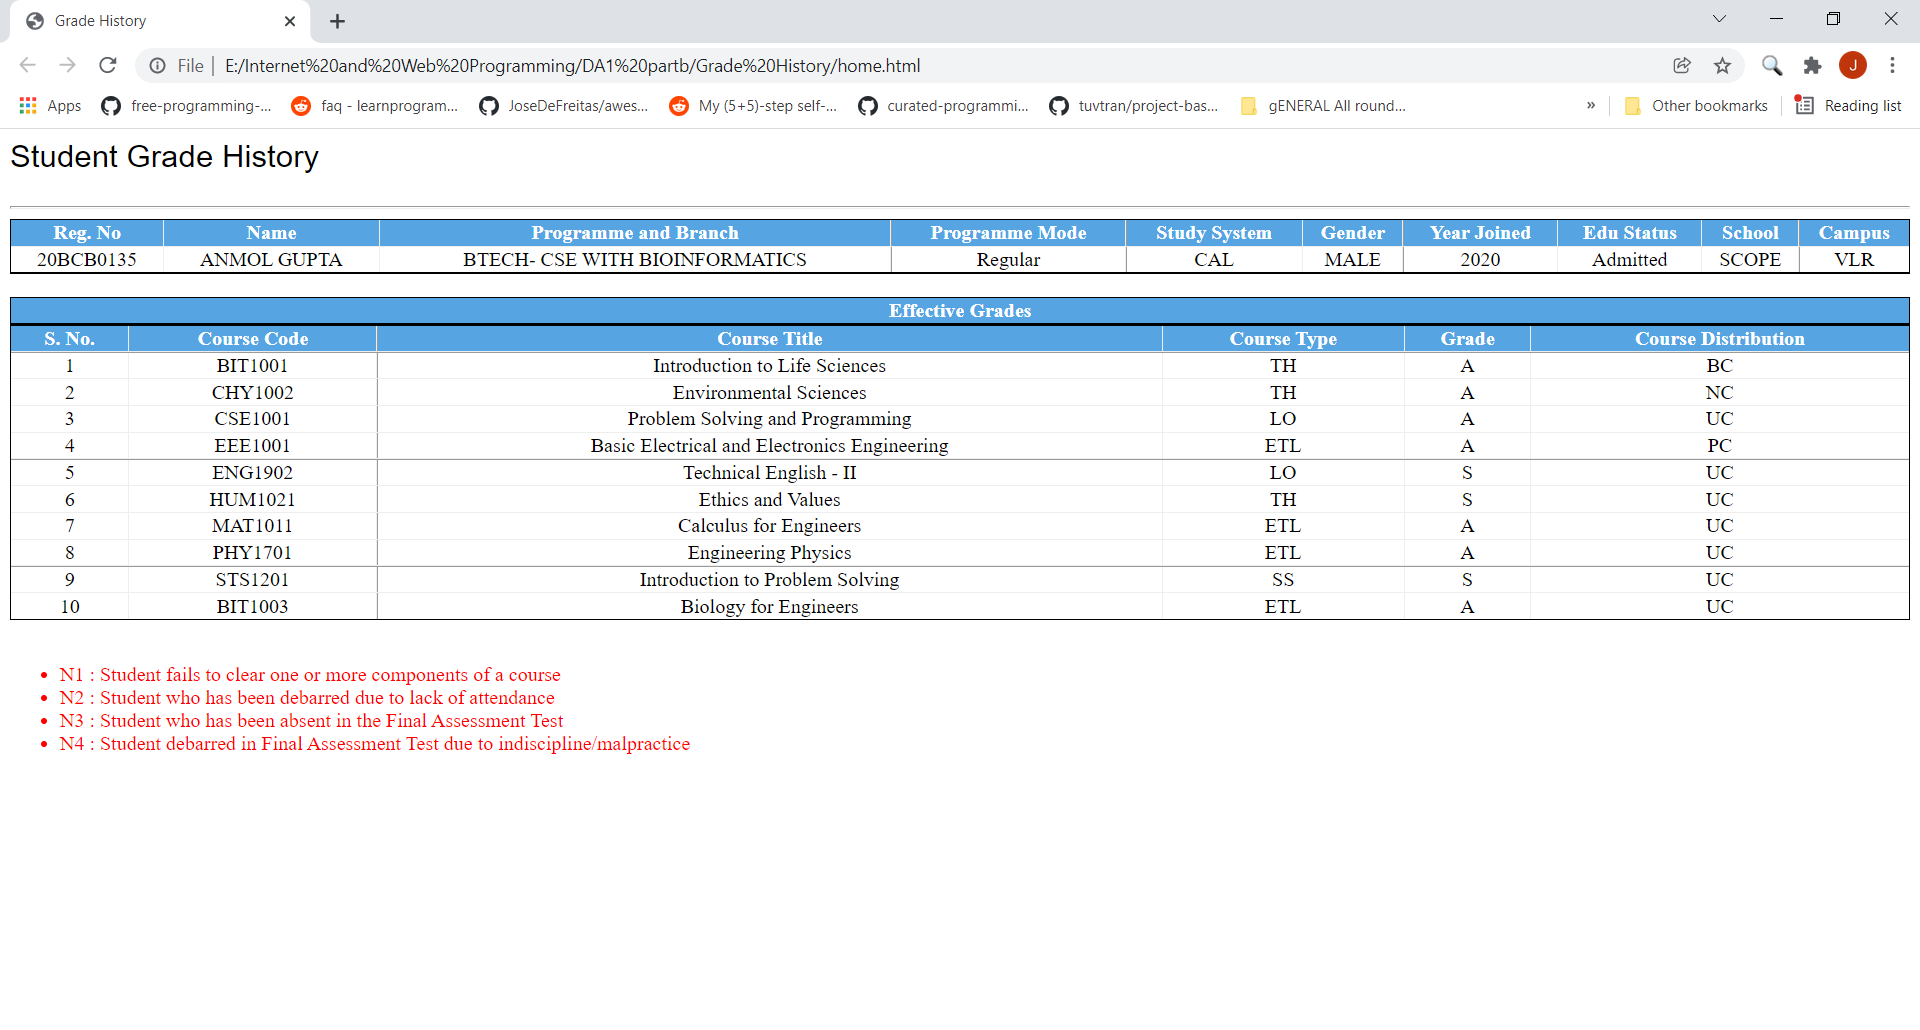 Grade History
File | E:/Internet%20and%20Web%20Programming/DA1%20partb/Grade%20History/home.html
J
Apps free-programming-... faq - learnprogram... JoseDeFreitas/awes... My (5+5)-step self-... curated-programmi... tuvtran/project-bas... gENERAL All round... » Other bookmarks Reading list
Student Grade History
Reg. No Name Programme and Branch Programme Mode Study System Gender Year Joined Edu Status School Campus
20BCB0135 ANMOL GUPTA BTECH- CSE WITH BIOINFORMATICS Regular CAL MALE 2020 Admitted SCOPE VLR
Effective Grades
S. No. Course Code Course Title Course Type Grade Course Distribution
1 BIT1001 Introduction to Life Sciences TH A BC
2 CHY1002 Environmental Sciences TH A NC
3 CSE1001 Problem Solving and Programming LO A UC
4 EEE1001 Basic Electrical and Electronics Engineering ETL A PC
5 ENG1902 Technical English - II LO S UC
6 HUM1021 Ethics and Values TH S UC
7 MAT1011 Calculus for Engineers ETL A UC
8 PHY1701 Engineering Physics ETL A UC
9 STS1201 Introduction to Problem Solving SS S UC
10 BIT1003 Biology for Engineers ETL A UC
• N1 : Student fails to clear one or more components of a course
• N2 : Student who has been debarred due to lack of attendance
• N3 : Student who has been absent in the Final Assessment Test
• N4 : Student debarred in Final Assessment Test due to indiscipline/malpractice